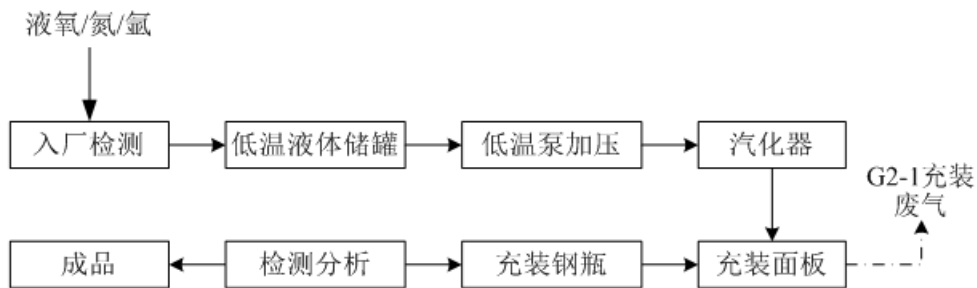 液氧/氮/氩
入厂检测
低温液体储罐
低温泵加压
汽化器
G2-1充装
废气
成品
检测分析
充装钢瓶
充装面板